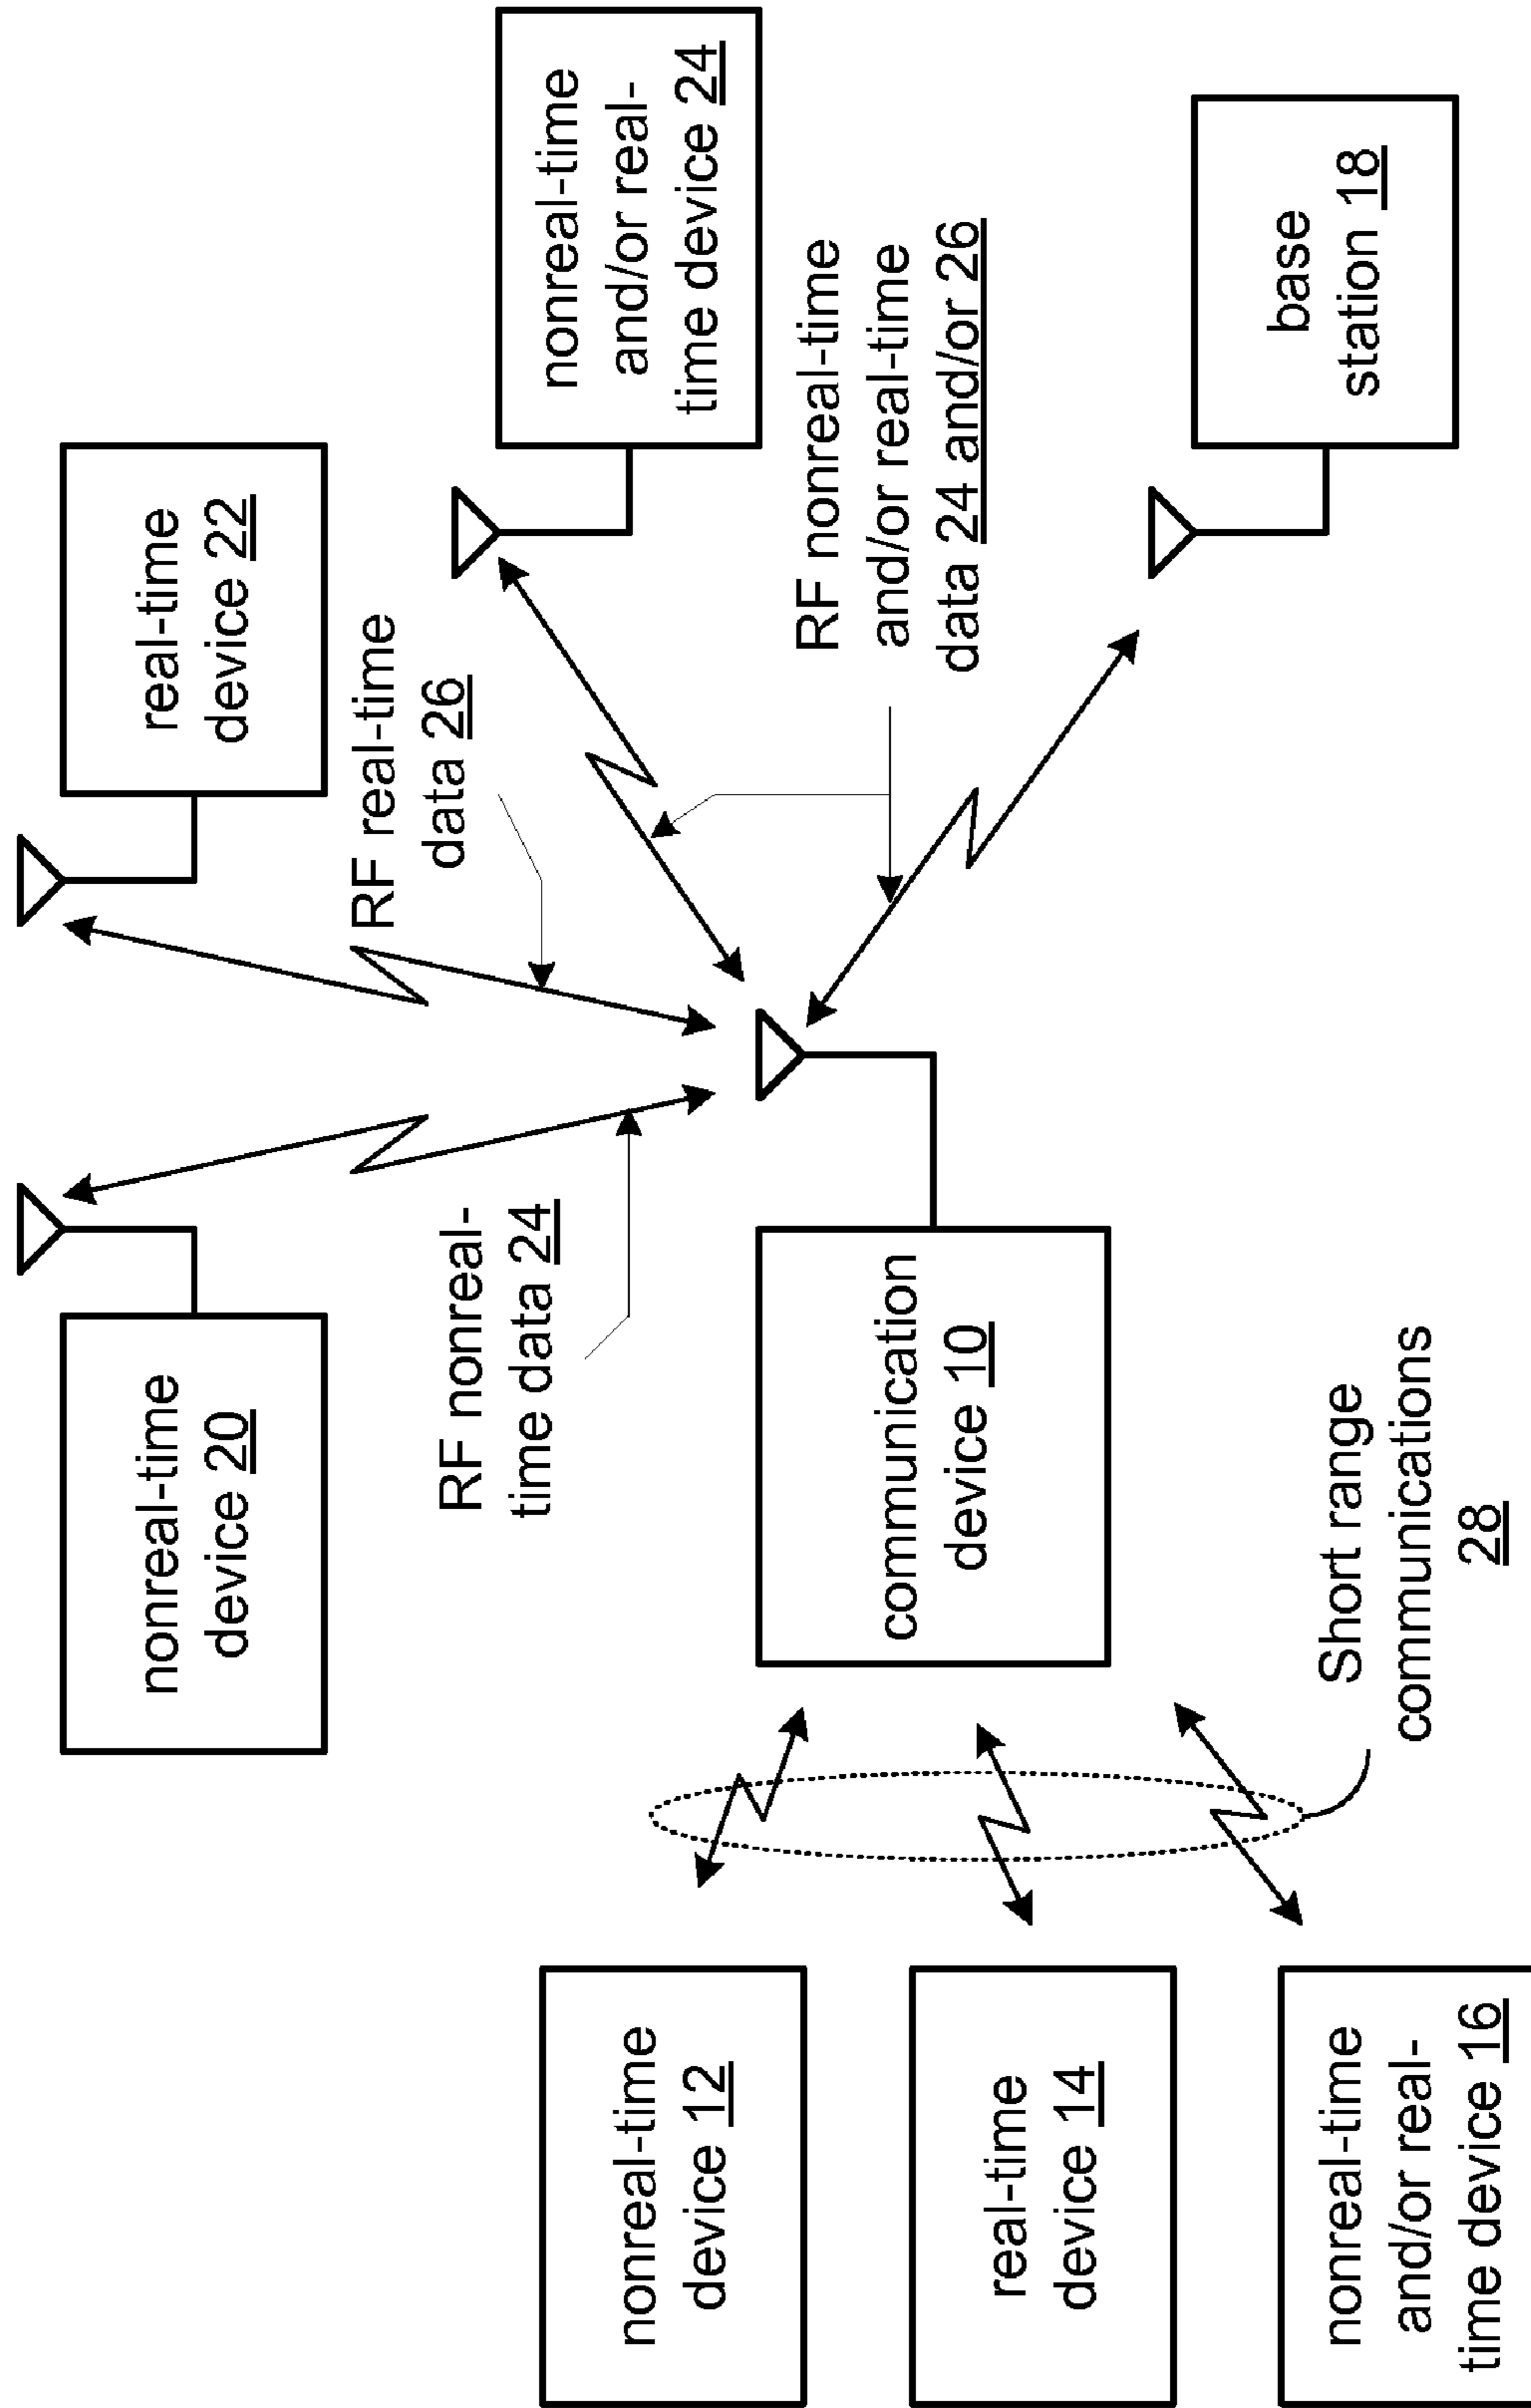 nonreal-time
device 20
real-time
device 22
RF real-time
data 26
RF nonreal-
time data 24
nonreal-time
and/or real-
time device 24
RF nonreal-time
and/or real-time
data 24 and/or 26
nonreal-time
device 12
communication
device 10
real-time
device 14
base
station 18
nonreal-time
and/or real-
time device 16
Short range
communications
28